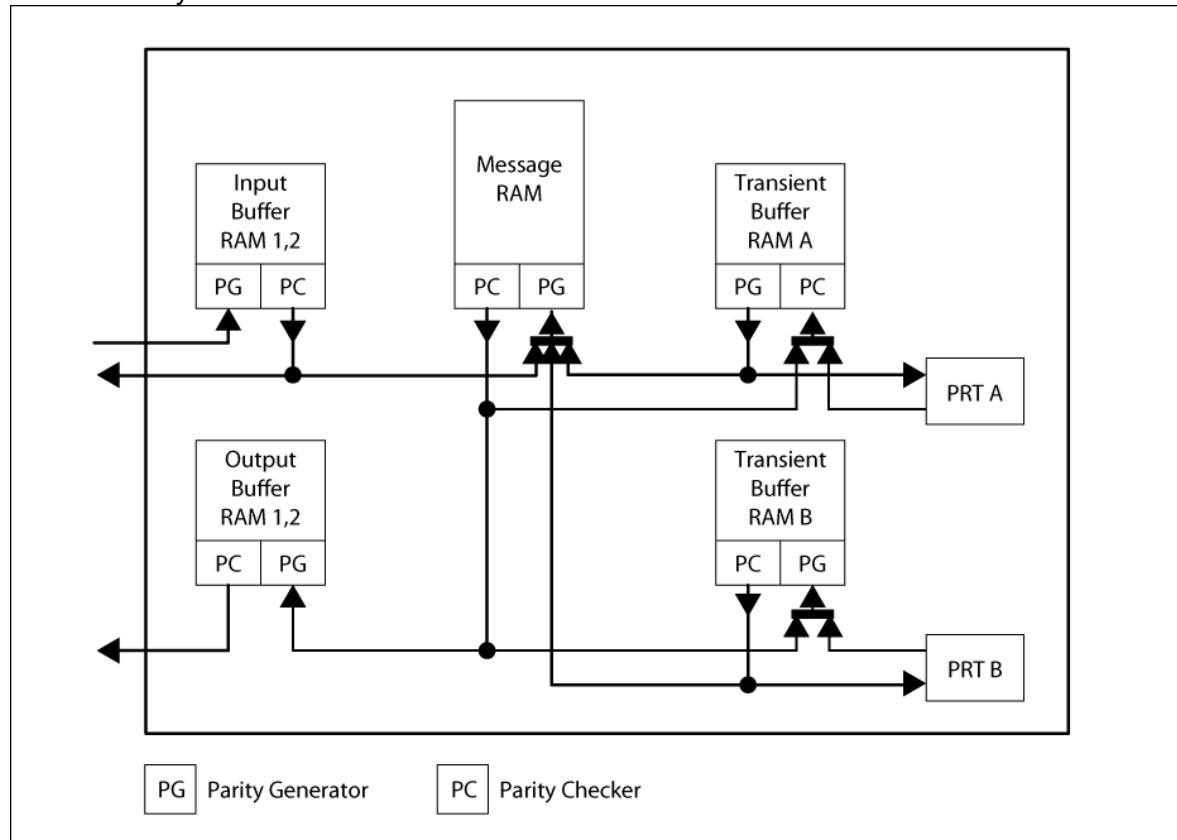 y
Input
Buffer
RAM 1,2
PG PC
Message
RAM
PC PG
Transient
Buffer
RAM A
PG PC
PRT A
Output
Buffer
RAM 1,2
PC PG
Transient
Buffer
RAM B
PC PG
PRT B
PG Parity Generator
PC Parity Checker